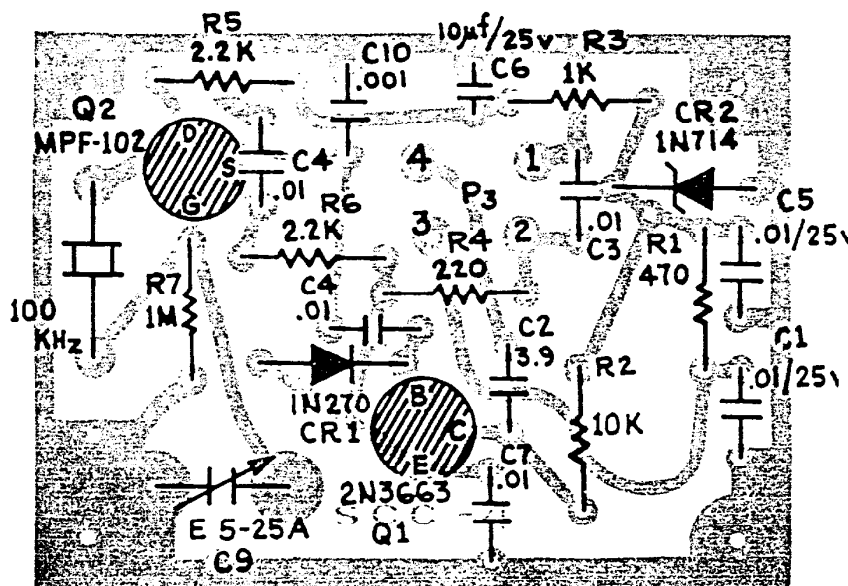 R5
2.2K
C10
.001
10µf/25v
C6
R3
1K
Q2
MPF-102
D
S
G
C4
.01
4
1
CR2
1N714
P3
R6
2.2K
3
R4
220
2
.01
C3
R1
470
C5
.01/25v
100
KHz
R7
1M
C4
.01
C2
3.9
R2
10K
C1
.01/25v
1N270
CR1
B
C
E
2N3663
Q1
C7
.01
E 5-25A
C9